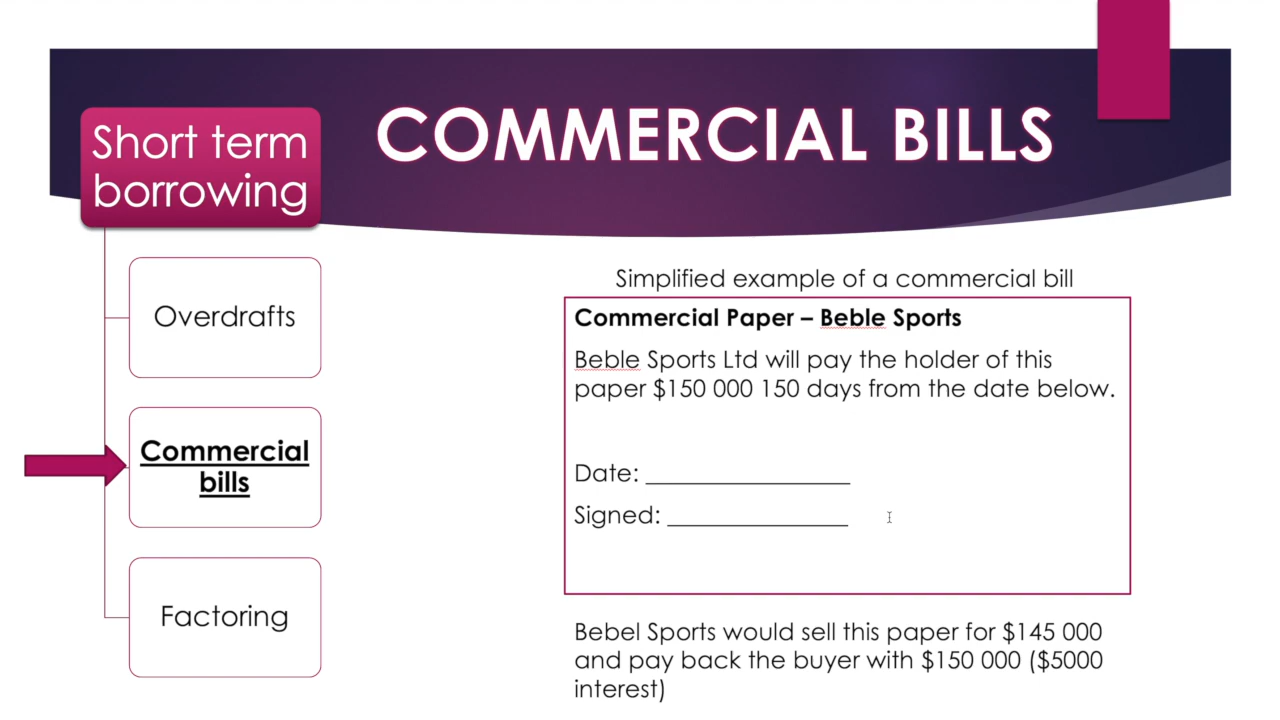 Short term
borrowing
COMMERCIAL BILLS
Overdrafts
Commercial
bills
Factoring
Simplified example of a commercial bill
Commercial Paper – Beble Sports
Beble Sports Ltd will pay the holder of this
paper $150 000 150 days from the date below.
Date: _______________
Signed: _____________
Bebel Sports would sell this paper for $145 000
and pay back the buyer with $150 000 ($5000
interest)